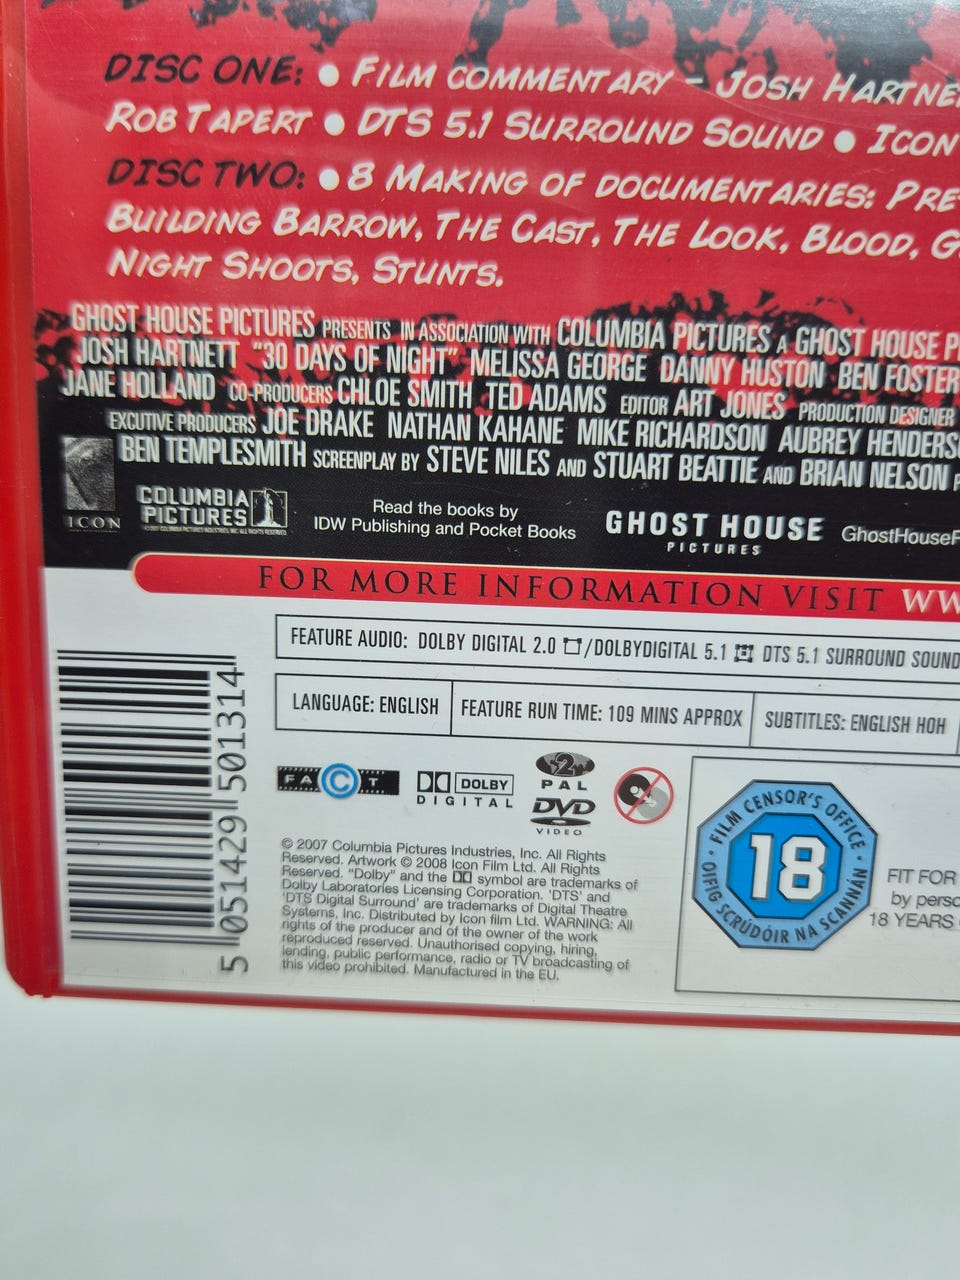 DISC ONE: • FILM COMMENTARY – JOSH HARTNE
ROB TAPERT • DTS 5.1 SURROUND SOUND • ICON
DISC TWO: • 8 MAKING OF DOCUMENTARIES: PRE
BUILDING BARROW, THE CAST, THE LOOK, BLOOD, G
NIGHT SHOOTS, STUNTS.
GHOST HOUSE PICTURES PRESENTS IN ASSOCIATION WITH COLUMBIA PICTURES A GHOST HOUSE P
JOSH HARTNETT "30 DAYS OF NIGHT" MELISSA GEORGE DANNY HUSTON BEN FOSTER
JANE HOLLAND CO-PRODUCERS CHLOE SMITH TED ADAMS EDITOR ART JONES PRODUCTION DESIGNER
EXCUTIVE PRODUCERS JOE DRAKE NATHAN KAHANE MIKE RICHARDSON AUBREY HENDERS
BEN TEMPLESMITH SCREENPLAY BY STEVE NILES AND STUART BEATTIE AND BRIAN NELSON
ICON
COLUMBIA
PICTURES
Read the books by
IDW Publishing and Pocket Books
GHOST HOUSE
PICTURES
GhostHouseP
FOR MORE INFORMATION VISIT WW
FEATURE AUDIO: DOLBY DIGITAL 2.0 /DOLBYDIGITAL 5.1 DTS 5.1 SURROUND SOUND
LANGUAGE: ENGLISH
FEATURE RUN TIME: 109 MINS APPROX
SUBTITLES: ENGLISH HOH
5 051429 501314
FACT
DOLBY
DIGITAL
2
PAL
DVD
VIDEO
© 2007 Columbia Pictures Industries, Inc. All Rights
Reserved. Artwork © 2008 Icon Film Ltd. All Rights
Reserved. "Dolby" and the symbol are trademarks of
Dolby Laboratories Licensing Corporation. 'DTS' and
'DTS Digital Surround' are trademarks of Digital Theatre
Systems, Inc. Distributed by Icon film Ltd. WARNING: All
rights of the producer and of the owner of the work
reproduced reserved. Unauthorised copying, hiring,
lending, public performance, radio or TV broadcasting of
this video prohibited. Manufactured in the EU.
FILM CENSOR'S OFFICE
18
OIFIG SCRÚDÓIR NA SCANNÁN
FIT FOR
by perso
18 YEARS